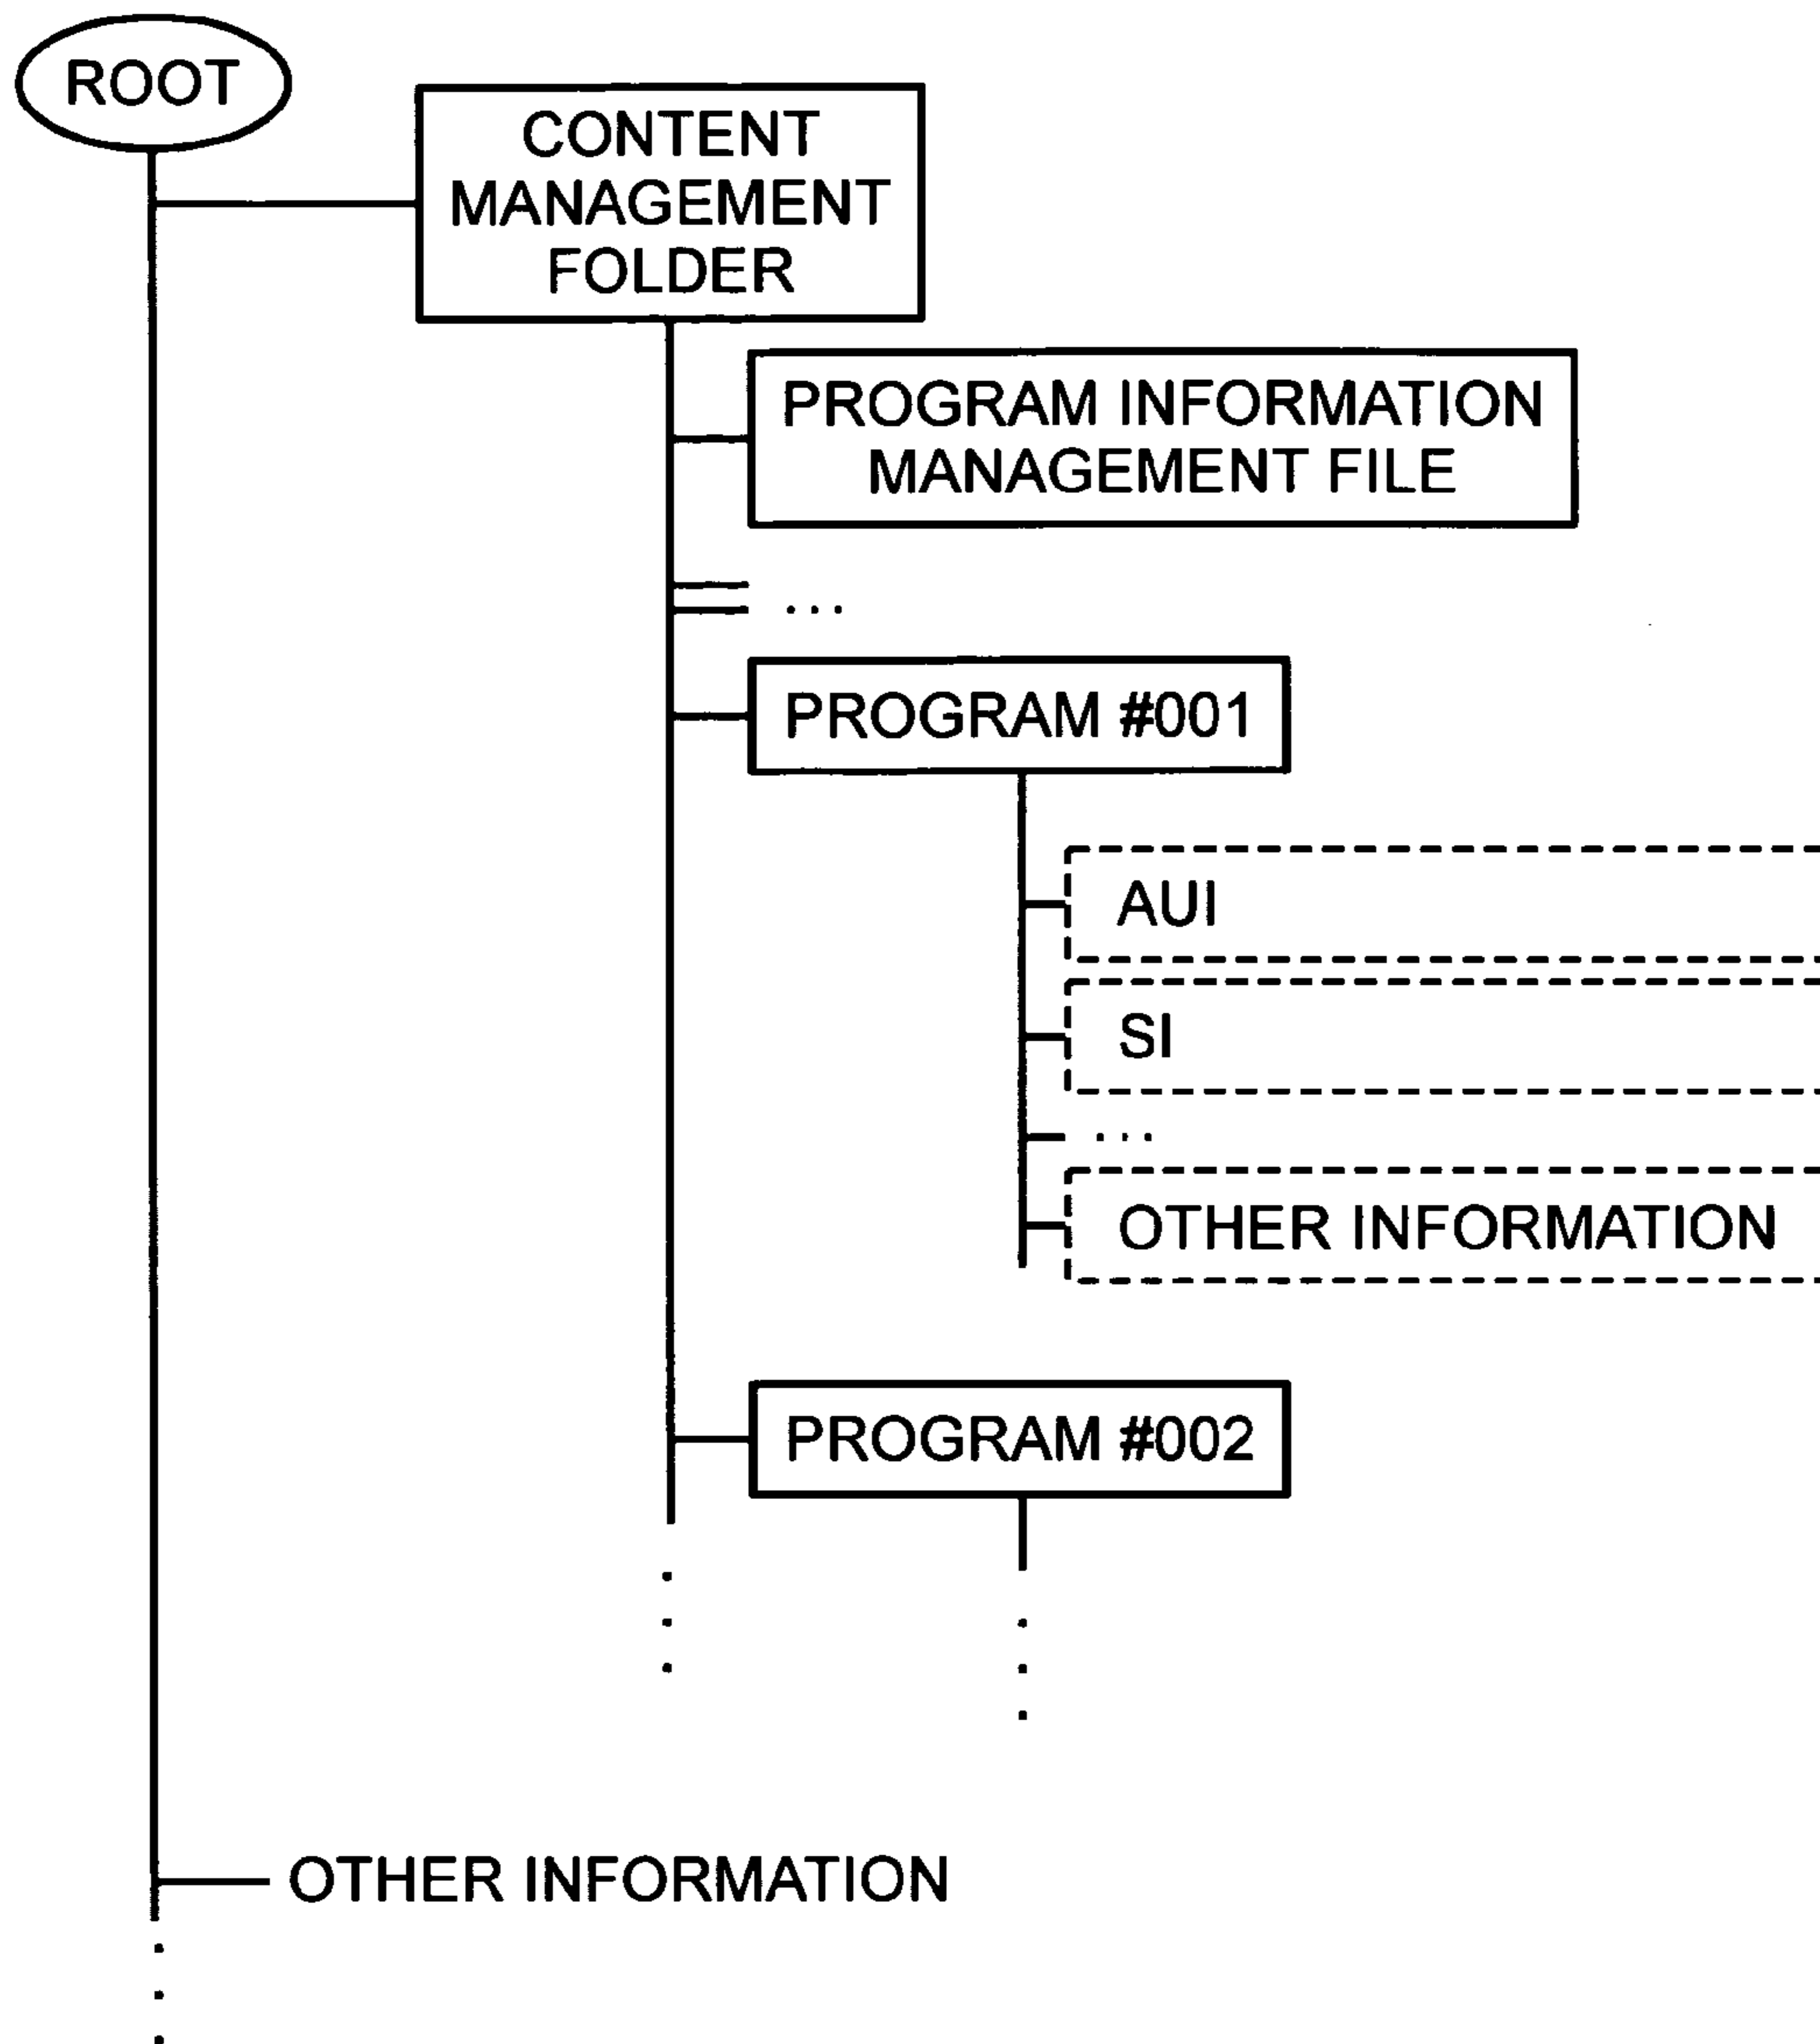 ROOT
CONTENT
MANAGEMENT
FOLDER
PROGRAM INFORMATION
MANAGEMENT FILE
...
PROGRAM #001
AUI
SI
...
OTHER INFORMATION
PROGRAM #002
OTHER INFORMATION